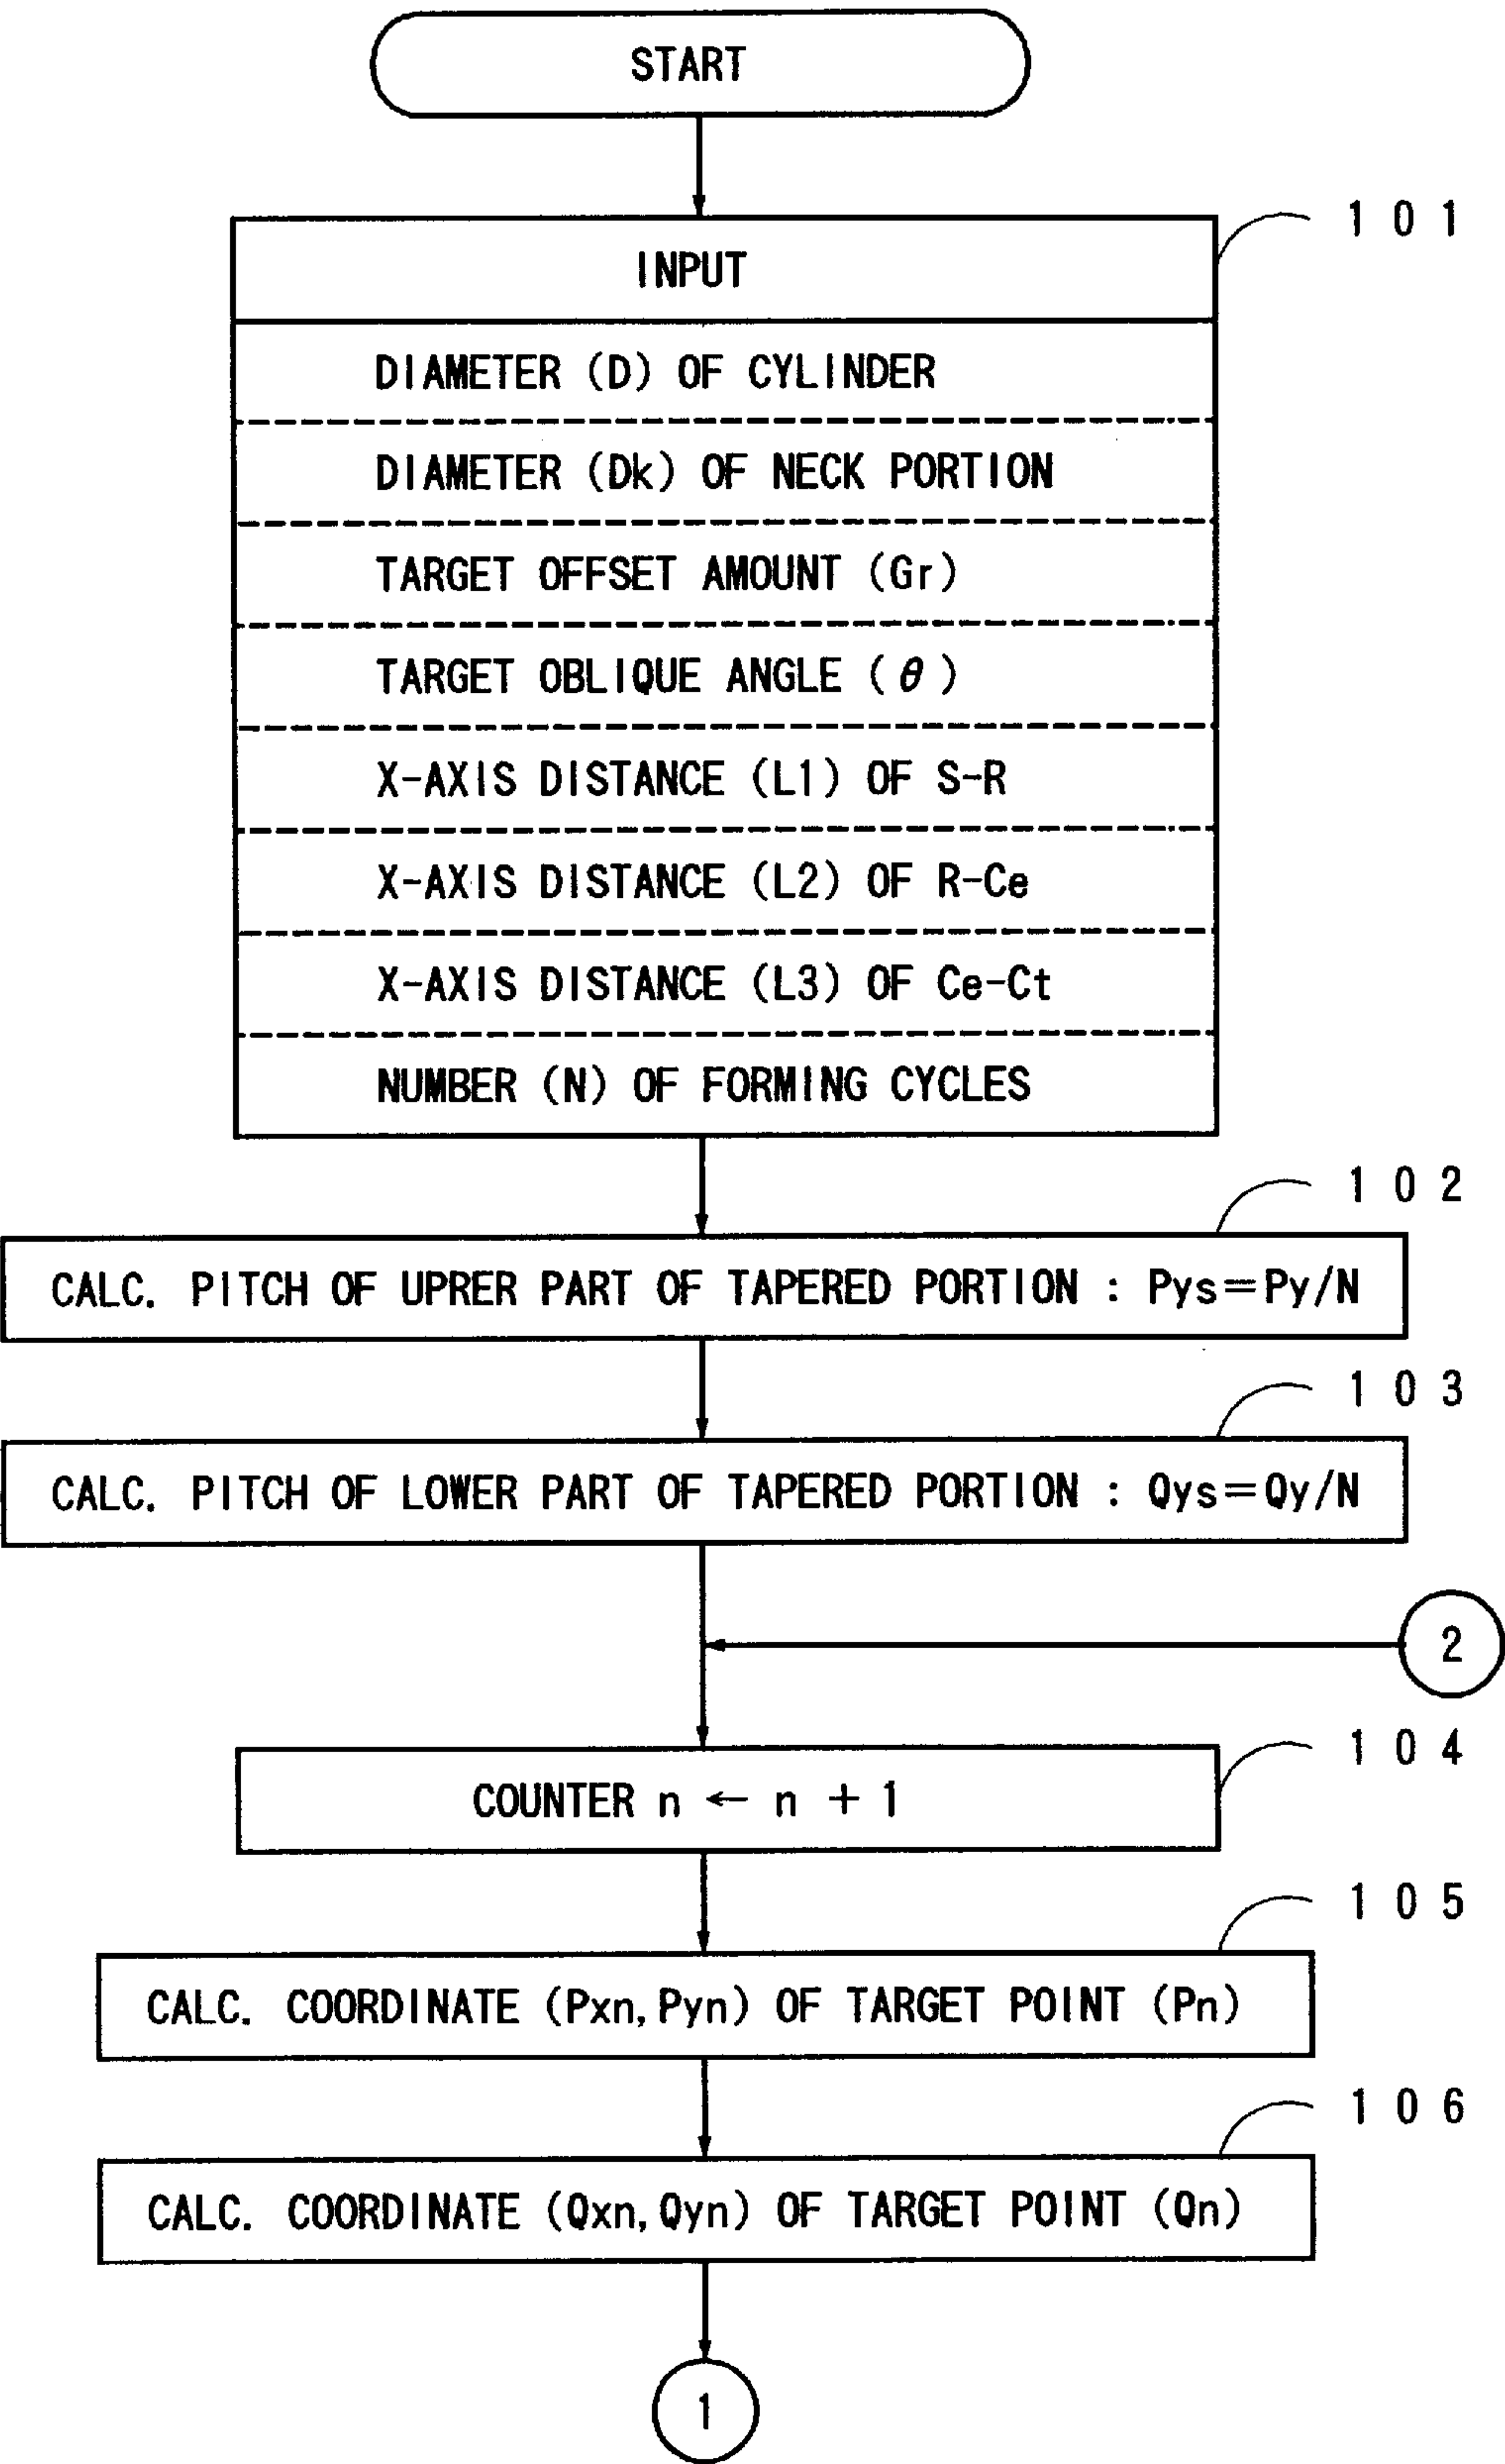 START
101
INPUT
DIAMETER (D) OF CYLINDER
DIAMETER (Dk) OF NECK PORTION
TARGET OFFSET AMOUNT (Gr)
TARGET OBLIQUE ANGLE (θ)
X-AXIS DISTANCE (L1) OF S-R
X-AXIS DISTANCE (L2) OF R-Ce
X-AXIS DISTANCE (L3) OF Ce-Ct
NUMBER (N) OF FORMING CYCLES
102
CALC. PITCH OF UPRER PART OF TAPERED PORTION : Pys=Py/N
103
CALC. PITCH OF LOWER PART OF TAPERED PORTION : Qys=Qy/N
2
104
COUNTER n ← n + 1
105
CALC. COORDINATE (Pxn, Pyn) OF TARGET POINT (Pn)
106
CALC. COORDINATE (Qxn, Qyn) OF TARGET POINT (Qn)
1